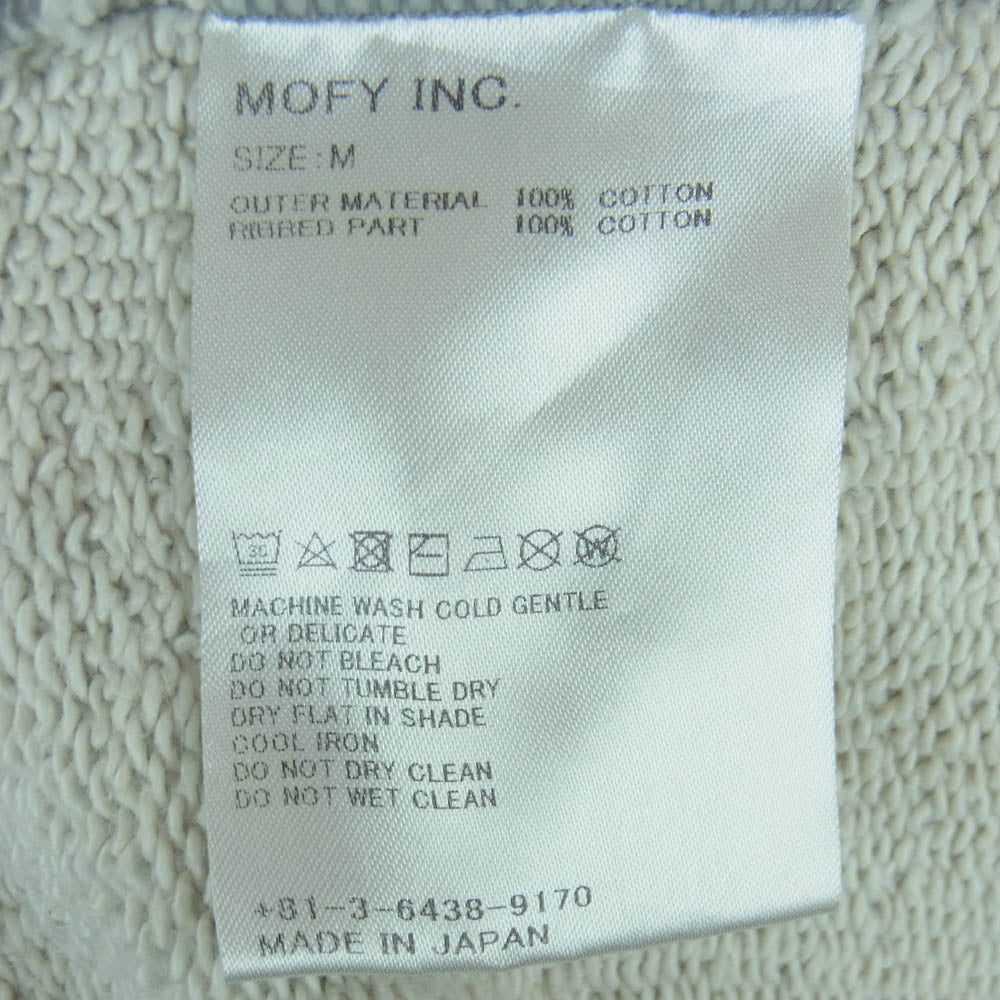 MOFY INC.
SIZE:M
OUTER MATERIAL 100% COTTON
RIBBED PART 100% COTTON
30
W
MACHINE WASH COLD GENTLE
OR DELICATE
DO NOT BLEACH
DO NOT TUMBLE DRY
DRY FLAT IN SHADE
COOL IRON
DO NOT DRY CLEAN
DO NOT WET CLEAN
+81-3-6438-9170
MADE IN JAPAN